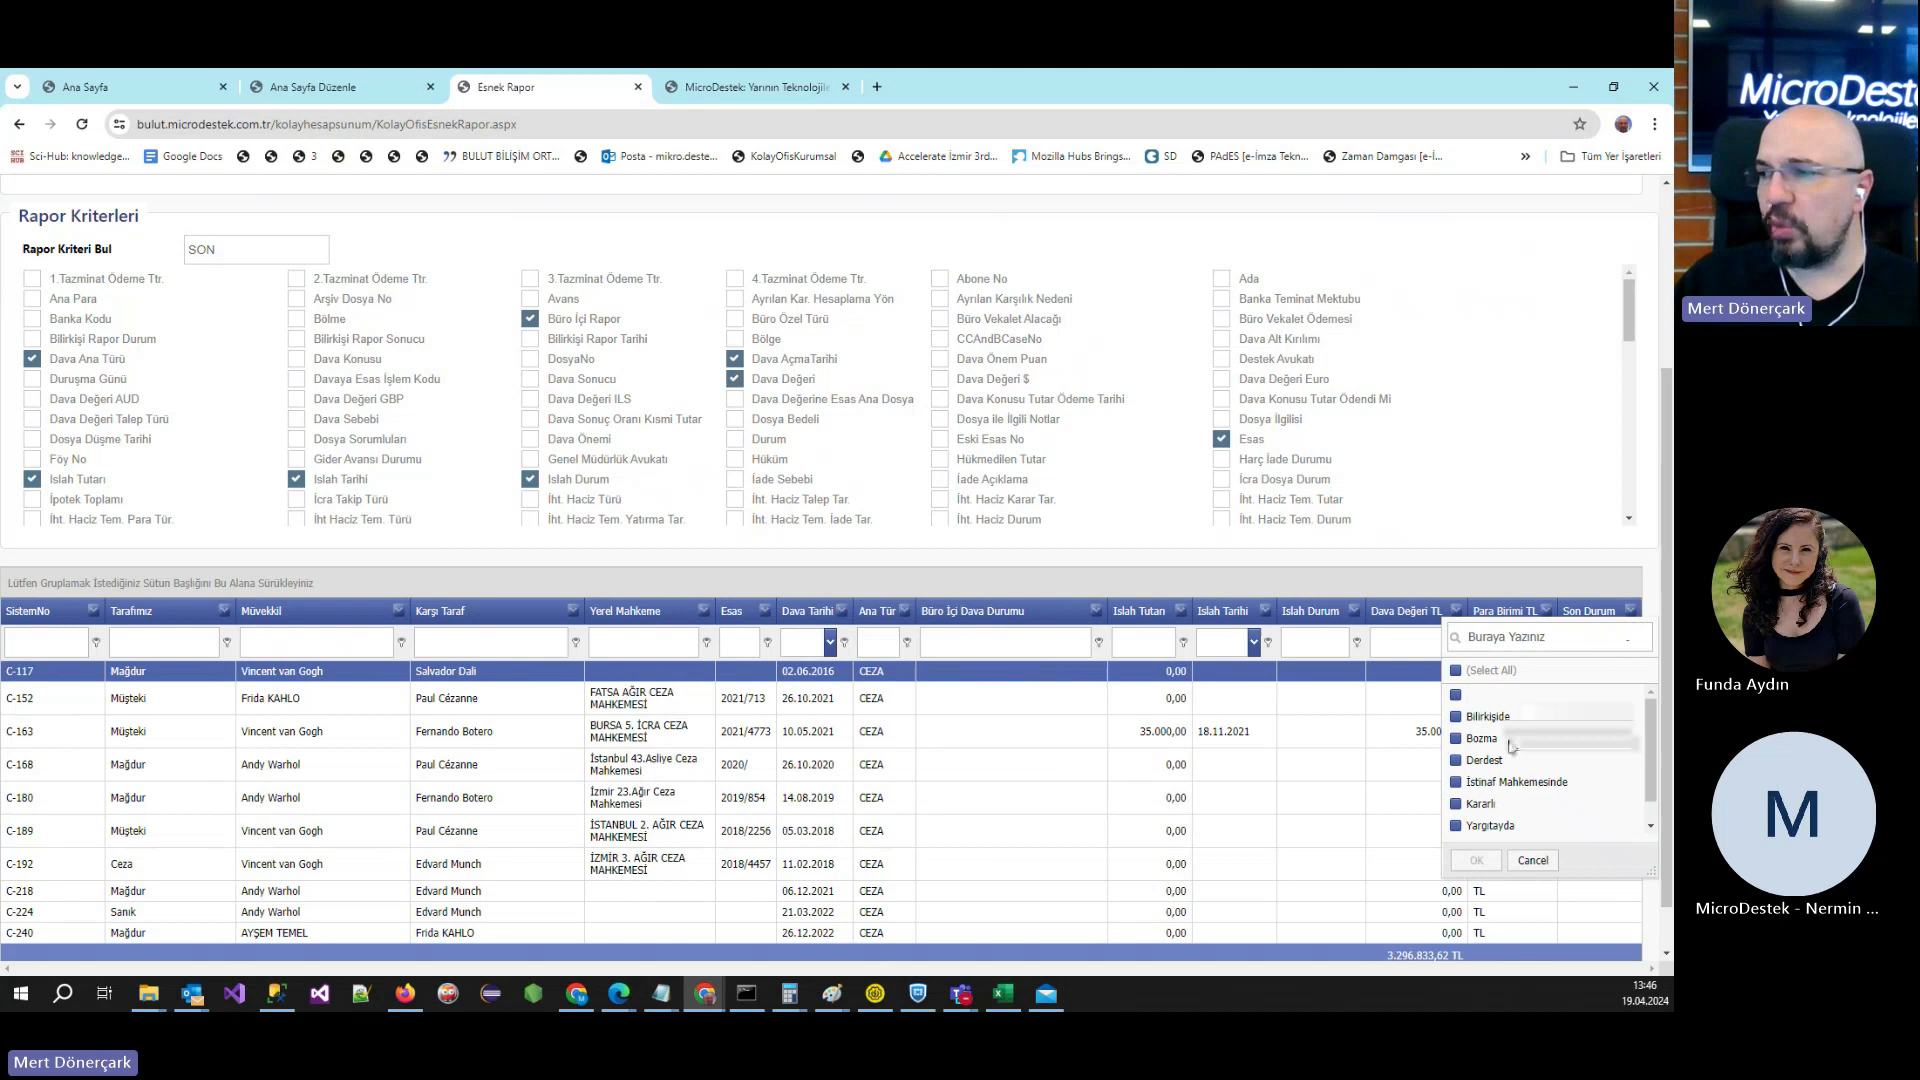 Ana Sayfa
Ana Sayfa Düzenle
Esnek Rapor
MicroDestek: Yarının Teknolojile
bulut.microdestek.com.tr/kolayhesapsunum/KolayOfisEsnekRapor.aspx
Sci-Hub: knowledge... Google Docs 3 BULUT BİLİŞİM ORT... Posta - mikro.deste... KolayOfisKurumsal Accelerate İzmir 3rd... Mozilla Hubs Brings... SD PAdES [e-İmza Tekn... Zaman Damgası [e-İ... » Tüm Yer İşaretleri
Rapor Kriterleri
Rapor Kriteri Bul SON
1.Tazminat Ödeme Ttr. 2.Tazminat Ödeme Ttr. 3.Tazminat Ödeme Ttr. 4.Tazminat Ödeme Ttr. Abone No Ada
Ana Para Arşiv Dosya No Avans Ayrılan Kar. Hesaplama Yön Ayrılan Karşılık Nedeni Banka Teminat Mektubu
Banka Kodu Bölme Büro İçi Rapor Büro Özel Türü Büro Vekalet Alacağı Büro Vekalet Ödemesi
Bilirkişi Rapor Durum Bilirkişi Rapor Sonucu Bilirkişi Rapor Tarihi Bölge CCAndBCaseNo Dava Alt Kırılımı
Dava Ana Türü Dava Konusu DosyaNo Dava AçmaTarihi Dava Önem Puan Destek Avukatı
Duruşma Günü Davaya Esas İşlem Kodu Dava Sonucu Dava Değeri Dava Değeri $ Dava Değeri Euro
Dava Değeri AUD Dava Değeri GBP Dava Değeri ILS Dava Değerine Esas Ana Dosya Dava Konusu Tutar Ödeme Tarihi Dava Konusu Tutar Ödendi Mi
Dava Değeri Talep Türü Dava Sebebi Dava Sonuç Oranı Kısmi Tutar Dosya Bedeli Dosya ile İlgili Notlar Dosya İlgilisi
Dosya Düşme Tarihi Dosya Sorumluları Dava Önemi Durum Eski Esas No Esas
Föy No Gider Avansı Durumu Genel Müdürlük Avukatı Hüküm Hükmedilen Tutar Harç İade Durumu
Islah Tutarı Islah Tarihi Islah Durum İade Sebebi İade Açıklama İcra Dosya Durum
İpotek Toplamı İcra Takip Türü İht. Haciz Türü İht. Haciz Talep Tar. İht. Haciz Karar Tar. İht. Haciz Tem. Tutar
İht. Haciz Tem. Para Tür. İht Haciz Tem. Türü İht. Haciz Tem. Yatırma Tar. İht. Haciz Tem. İade Tar. İht. Haciz Durum İht. Haciz Tem. Durum
Lütfen Gruplamak İstediğiniz Sütun Başlığını Bu Alana Sürükleyiniz
SistemNo Tarafımız Müvekkil Karşı Taraf Yerel Mahkeme Esas Dava Tarihi Ana Tür Büro İçi Dava Durumu Islah Tutarı Islah Tarihi Islah Durum Dava Değeri TL Para Birimi TL Son Durum
C-117 Mağdur Vincent van Gogh Salvador Dali 02.06.2016 CEZA 0,00
C-152 Müşteki Frida KAHLO Paul Cézanne FATSA AĞIR CEZA MAHKEMESİ 2021/713 26.10.2021 CEZA 0,00
C-163 Müşteki Vincent van Gogh Fernando Botero BURSA 5. İCRA CEZA MAHKEMESİ 2021/4773 10.05.2021 CEZA 35.000,00 18.11.2021 35.00
C-168 Müşteki Andy Warhol Paul Cézanne İstanbul 43.Asliye Ceza Mahkemesi 2020/ 26.10.2020 CEZA 0,00
C-180 Mağdur Andy Warhol Fernando Botero İzmir 23.Ağır Ceza Mahkemesi 2019/854 14.08.2019 CEZA 0,00
C-189 Müşteki Vincent van Gogh Paul Cézanne İSTANBUL 2. AĞIR CEZA MAHKEMESİ 2018/2256 05.03.2018 CEZA 0,00
C-192 Ceza Vincent van Gogh Edvard Munch İZMİR 3. AĞIR CEZA MAHKEMESİ 2018/4457 11.02.2018 CEZA 0,00
C-218 Mağdur Andy Warhol Edvard Munch 06.12.2021 CEZA 0,00 0,00 TL
C-224 Sanık Andy Warhol Edvard Munch 21.03.2022 CEZA 0,00 0,00 TL
C-240 Mağdur AYŞEM TEMEL Frida KAHLO 26.12.2022 CEZA 0,00 0,00 TL
3.296.833,62 TL
Buraya Yazınız
(Select All)
Bilirkişide
Bozma
Derdest
İstinaf Mahkemesinde
Kararlı
Yargıtayda
OK Cancel
13:46
19.04.2024
MicroDest
Mert Dönerçark
Funda Aydın
M
MicroDestek - Nermin ...
Mert Dönerçark